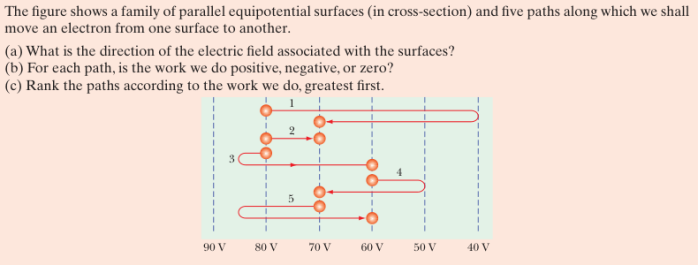 The figure shows a family of parallel equipotential surfaces (in cross-section) and five paths along which we shall
move an electron from one surface to another.
(a) What is the direction of the electric field associated with the surfaces?
(b) For each path, is the work we do positive, negative, or zero?
(c) Rank the paths according to the work we do, greatest first.
1
2
3
4
5
90 V 80 V 70 V 60 V 50 V 40 V